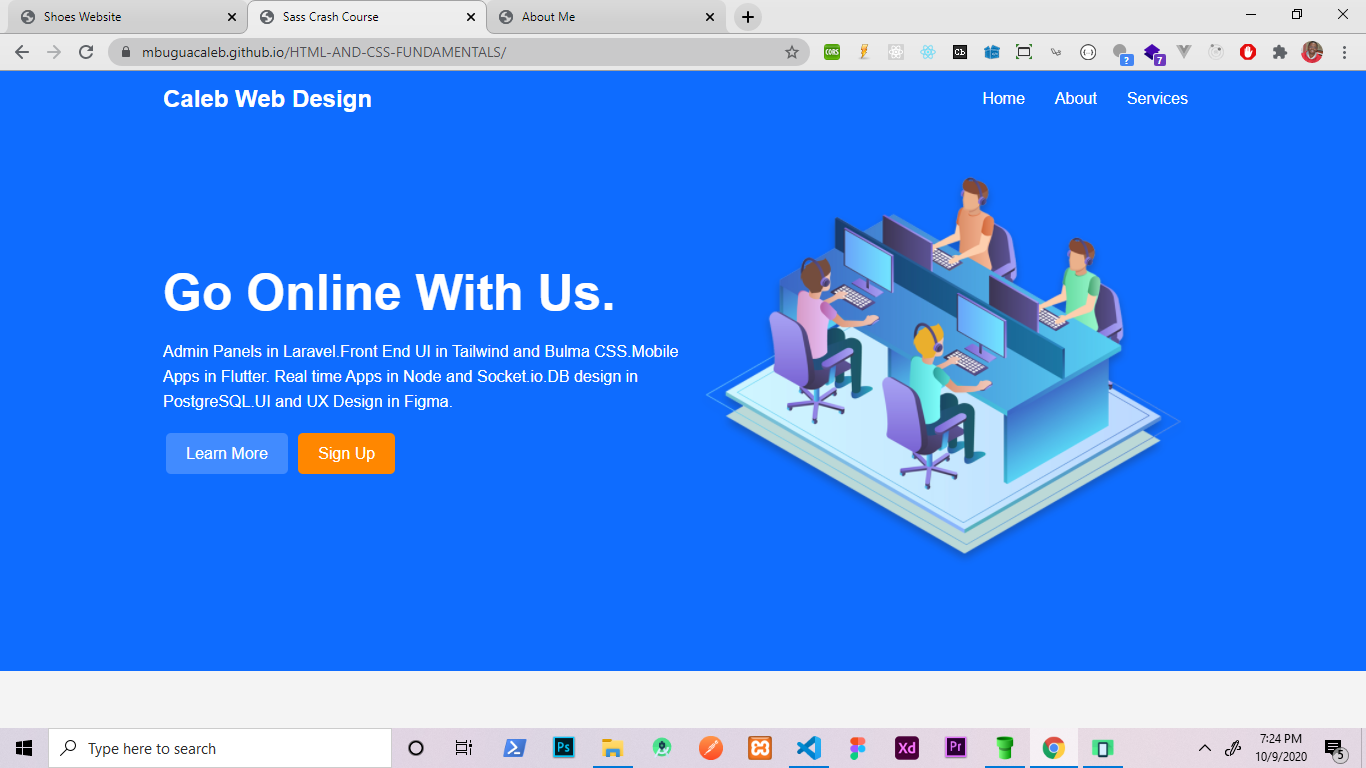 Shoes Website
Sass Crash Course
About Me
mbuguacaleb.github.io/HTML-AND-CSS-FUNDAMENTALS/
CORS
Cb
?
7
Caleb Web Design
Home About Services
Go Online With Us.
Admin Panels in Laravel.Front End UI in Tailwind and Bulma CSS.Mobile
Apps in Flutter. Real time Apps in Node and Socket.io.DB design in
PostgreSQL.UI and UX Design in Figma.
Learn More Sign Up
Type here to search
Ps
Xd
Pr
7:24 PM
10/9/2020
5